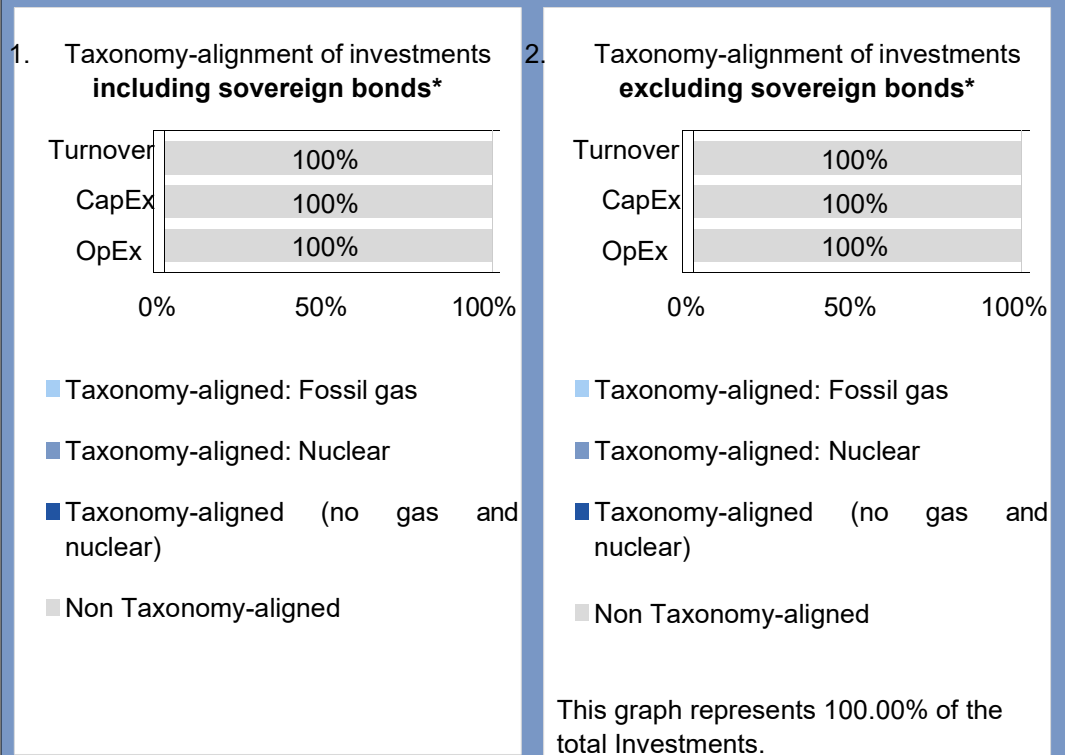 1. Taxonomy-alignment of investments
including sovereign bonds*
Turnover 100%
CapEx 100%
OpEx 100%
0% 50% 100%
Taxonomy-aligned: Fossil gas
Taxonomy-aligned: Nuclear
Taxonomy-aligned (no gas and
nuclear)
Non Taxonomy-aligned
2. Taxonomy-alignment of investments
excluding sovereign bonds*
Turnover 100%
CapEx 100%
OpEx 100%
0% 50% 100%
Taxonomy-aligned: Fossil gas
Taxonomy-aligned: Nuclear
Taxonomy-aligned (no gas and
nuclear)
Non Taxonomy-aligned
This graph represents 100.00% of the
total Investments.